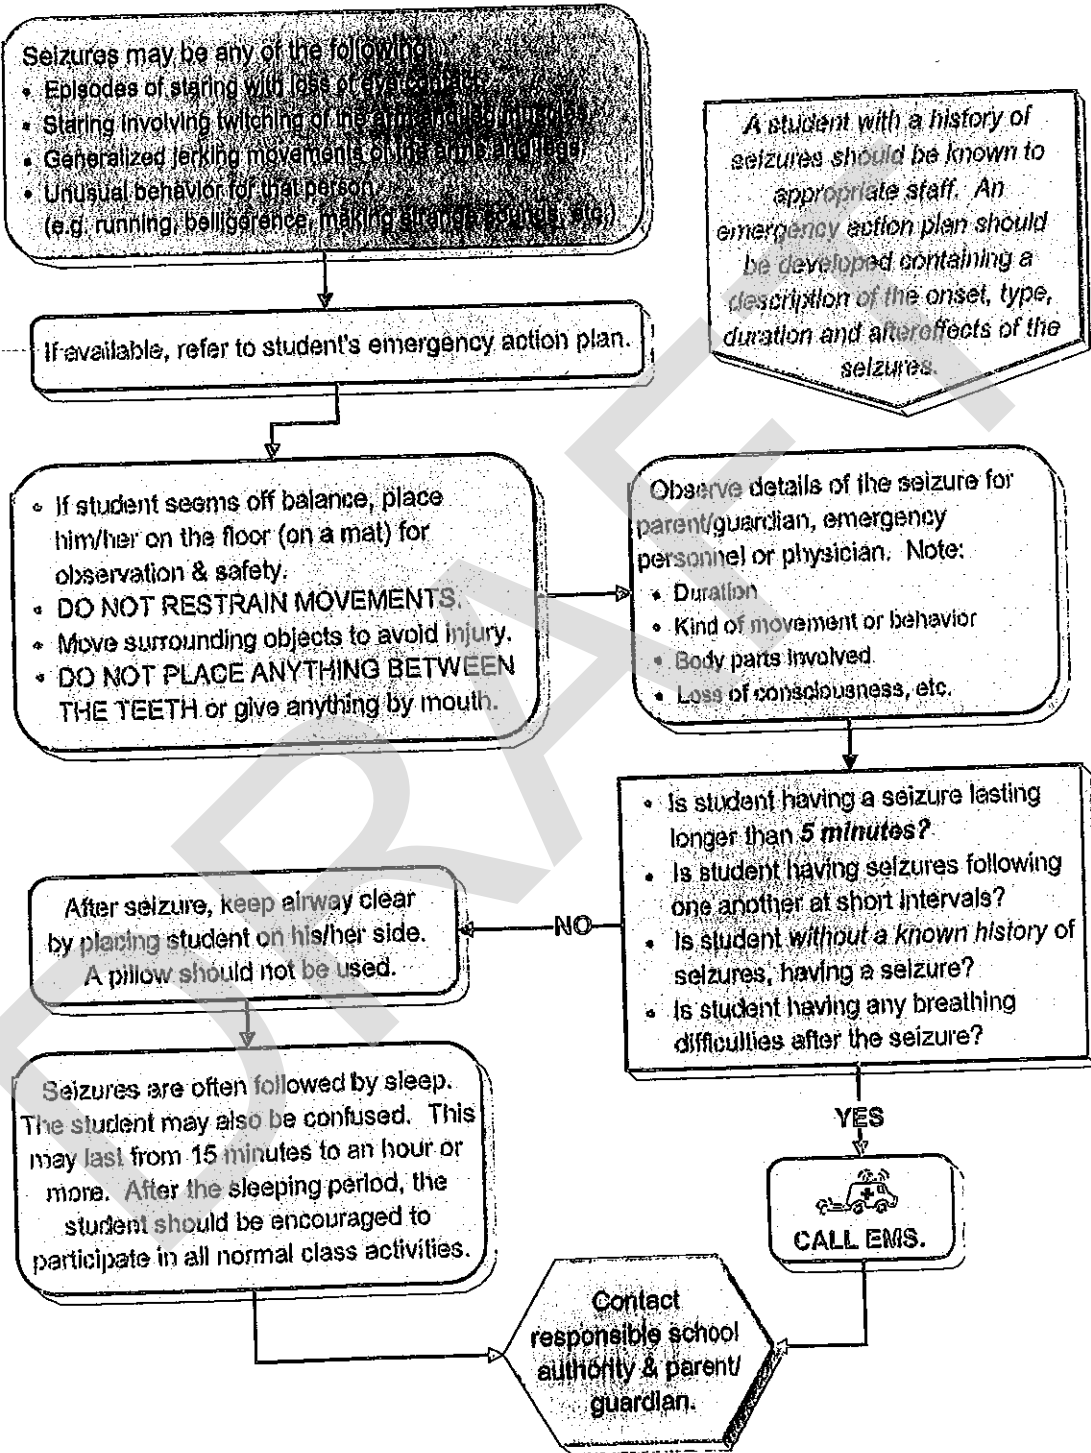 Seizures may be any of the following:
• Episodes of staring with loss of eye contact.
• Staring involving twitching of the arm and leg muscles.
• Generalized jerking movements of the arms and legs.
• Unusual behavior for that person.
(e.g. running, belligerence, making strange sounds, etc.)
A student with a history of
seizures should be known to
appropriate staff. An
emergency action plan should
be developed containing a
description of the onset, type,
duration and aftereffects of the
seizures.
If available, refer to student's emergency action plan.
• If student seems off balance, place
him/her on the floor (on a mat) for
observation & safety.
• DO NOT RESTRAIN MOVEMENTS.
• Move surrounding objects to avoid injury.
• DO NOT PLACE ANYTHING BETWEEN
THE TEETH or give anything by mouth.
Observe details of the seizure for
parent/guardian, emergency
personnel or physician. Note:
• Duration
• Kind of movement or behavior
• Body parts involved
• Loss of consciousness, etc.
• Is student having a seizure lasting
longer than 5 minutes?
• Is student having seizures following
one another at short intervals?
• Is student without a known history of
seizures, having a seizure?
• Is student having any breathing
difficulties after the seizure?
NO
After seizure, keep airway clear
by placing student on his/her side.
A pillow should not be used.
Seizures are often followed by sleep.
The student may also be confused. This
may last from 15 minutes to an hour or
more. After the sleeping period, the
student should be encouraged to
participate in all normal class activities.
YES
CALL EMS.
Contact
responsible school
authority & parent/
guardian.
DRAFT